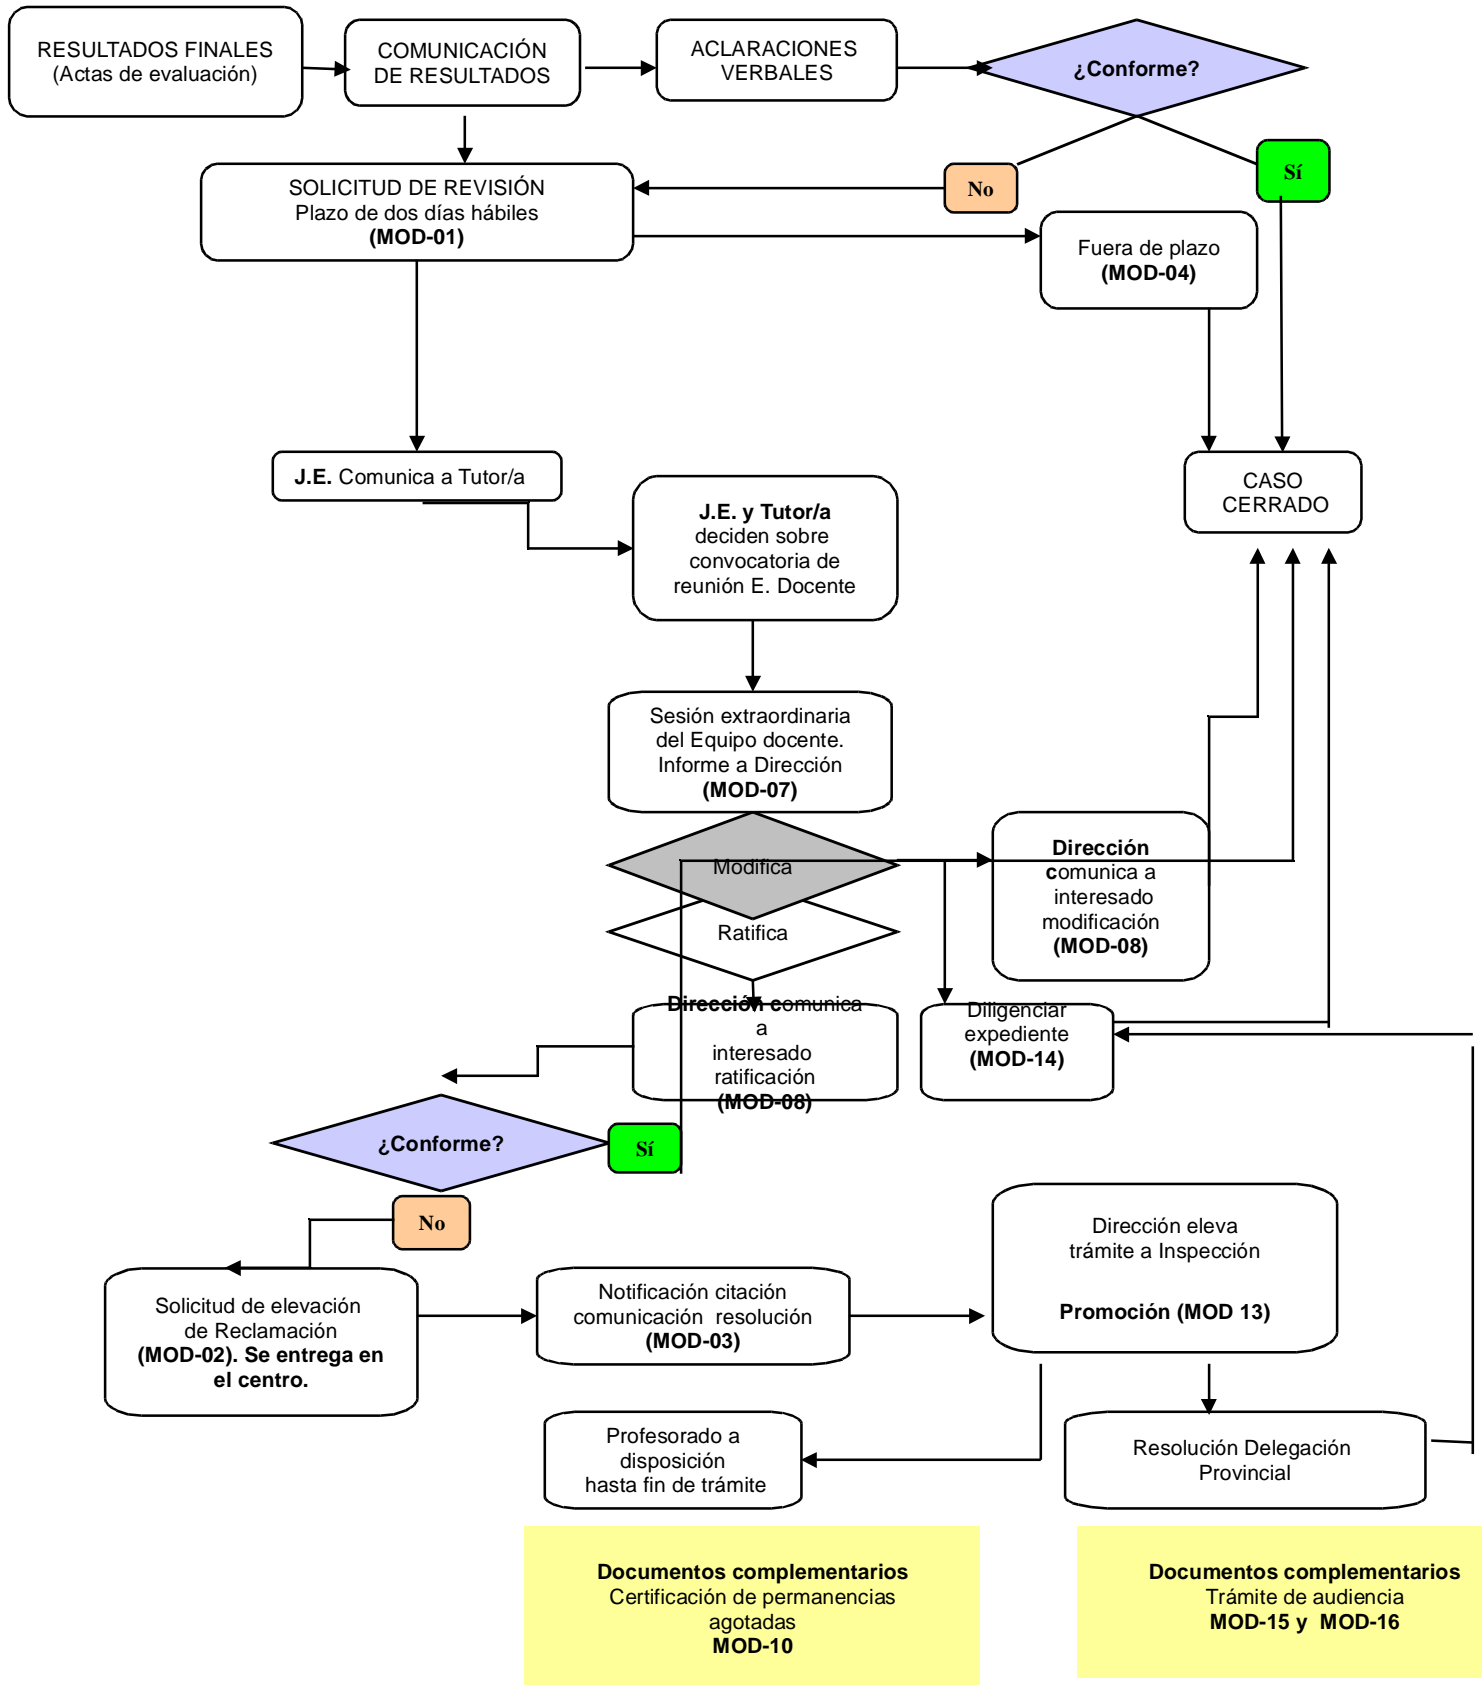 RESULTADOS FINALES
(Actas de evaluación)
COMUNICACIÓN
DE RESULTADOS
ACLARACIONES
VERBALES
¿Conforme?
No
Sí
SOLICITUD DE REVISIÓN
Plazo de dos días hábiles
(MOD-01)
Fuera de plazo
(MOD-04)
J.E. Comunica a Tutor/a
J.E. y Tutor/a
deciden sobre
convocatoria de
reunión E. Docente
CASO
CERRADO
Sesión extraordinaria
del Equipo docente.
Informe a Dirección
(MOD-07)
Modifica
Ratifica
Dirección
comunica a
interesado
modificación
(MOD-08)
Dirección comunica
a
interesado
ratificación
(MOD-08)
Diligenciar
expediente
(MOD-14)
¿Conforme?
Sí
No
Solicitud de elevación
de Reclamación
(MOD-02). Se entrega en
el centro.
Notificación citación
comunicación resolución
(MOD-03)
Dirección eleva
trámite a Inspección
Promoción (MOD 13)
Profesorado a
disposición
hasta fin de trámite
Resolución Delegación
Provincial
Documentos complementarios
Certificación de permanencias
agotadas
MOD-10
Documentos complementarios
Trámite de audiencia
MOD-15 y MOD-16